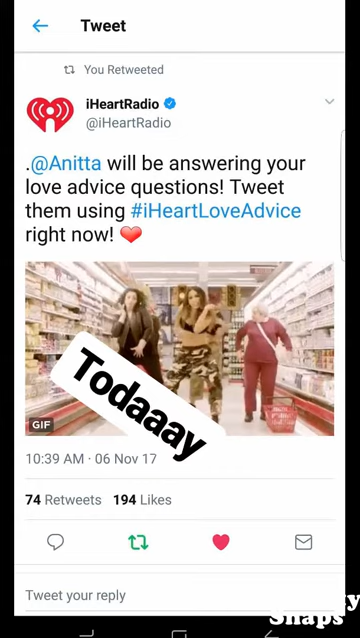 Tweet
You Retweeted
iHeartRadio
@iHeartRadio
.@Anitta will be answering your
love advice questions! Tweet
them using #iHeartLoveAdvice
right now! ❤
Todaaay
GIF
10:39 AM · 06 Nov 17
74 Retweets 194 Likes
Tweet your reply
Snaps